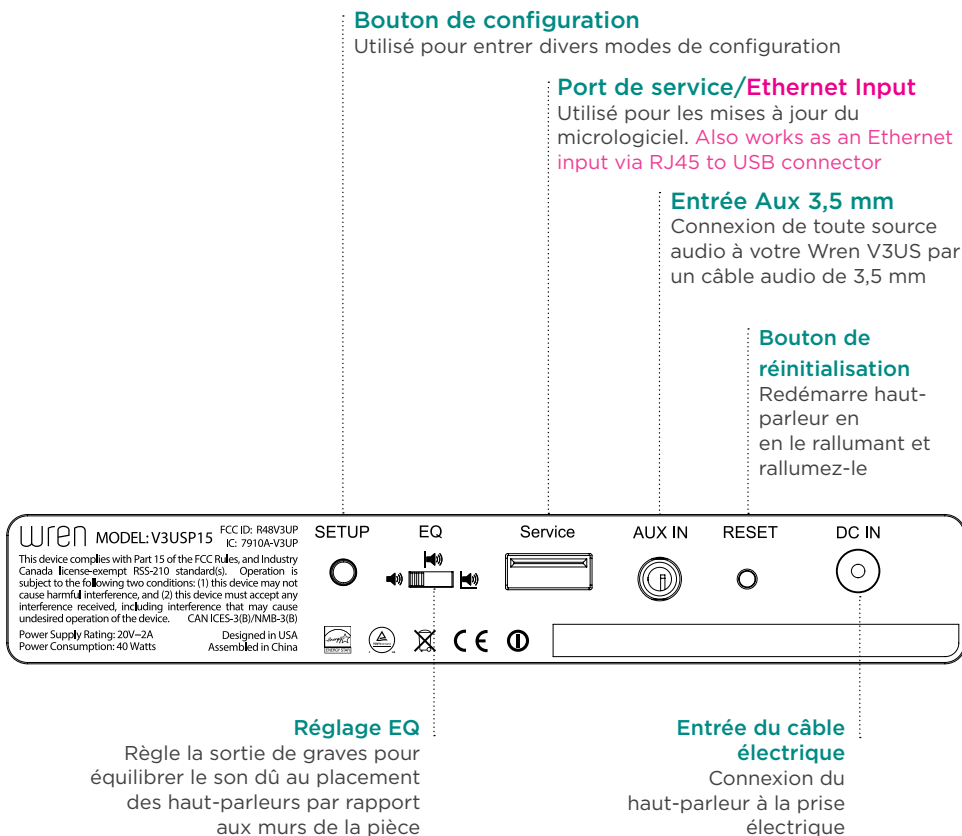 Bouton de configuration
Utilisé pour entrer divers modes de configuration
Port de service/Ethernet Input
Utilisé pour les mises à jour du
micrologiciel. Also works as an Ethernet
input via RJ45 to USB connector
Entrée Aux 3,5 mm
Connexion de toute source
audio à votre Wren V3US par
un câble audio de 3,5 mm
Bouton de
réinitialisation
Redémarre haut-
parleur en
en le rallumant et
rallumez-le
wren MODEL: V3USP15 FCC ID: R48V3UP
IC: 7910A-V3UP
This device complies with Part 15 of the FCC Rules, and Industry
Canada license-exempt RSS-210 standard(s). Operation is
subject to the following two conditions: (1) this device may not
cause harmful interference, and (2) this device must accept any
interference received, including interference that may cause
undesired operation of the device. CAN ICES-3(B)/NMB-3(B)
Power Supply Rating: 20V–2A Designed in USA
Power Consumption: 40 Watts Assembled in China
SETUP EQ Service AUX IN RESET DC IN
ENERGY STAR
CE
Réglage EQ
Règle la sortie de graves pour
équilibrer le son dû au placement
des haut-parleurs par rapport
aux murs de la pièce
Entrée du câble
électrique
Connexion du
haut-parleur à la prise
électrique